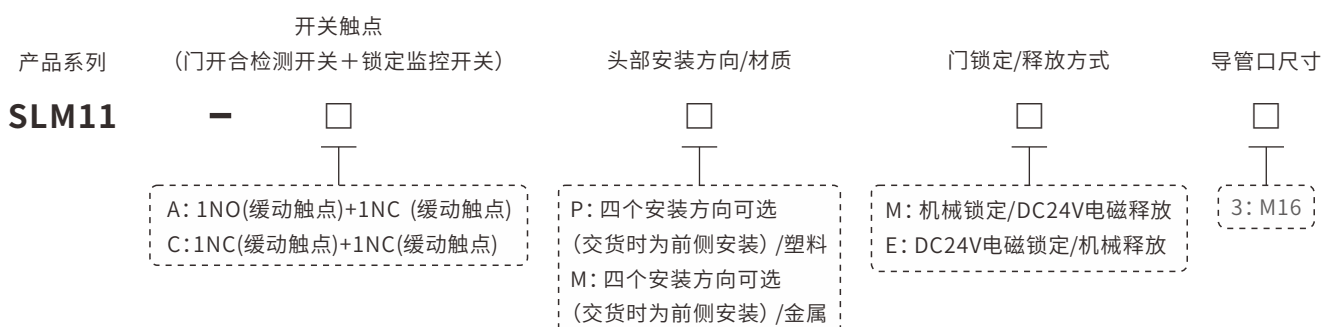 开关触点
产品系列
（门开合检测开关＋锁定监控开关）
头部安装方向/材质
门锁定/释放方式
导管口尺寸
SLM11 - □ □ □ □
A：1NO(缓动触点)+1NC (缓动触点)
C：1NC(缓动触点)+1NC(缓动触点)
P：四个安装方向可选
（交货时为前侧安装）/塑料
M：四个安装方向可选
（交货时为前侧安装）/金属
M：机械锁定/DC24V电磁释放
E：DC24V电磁锁定/机械释放
3：M16